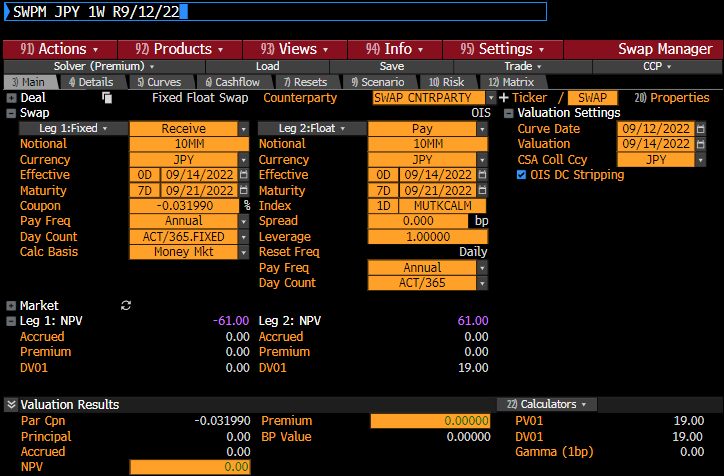 SWPM JPY 1W R9/12/22
91) Actions 92) Products 93) Views 94) Info 95) Settings Swap Manager
Solver (Premium) Load Save Trade CCP
3) Main 4) Details 5) Curves 6) Cashflow 7) Resets 9) Scenario 10) Risk 12) Matrix
Deal Fixed Float Swap Counterparty SWAP CNTRPARTY Ticker / SWAP 20) Properties
Swap OIS Valuation Settings
Leg 1:Fixed Receive Leg 2:Float Pay Curve Date 09/12/2022
Notional 10MM Notional 10MM Valuation 09/14/2022
Currency JPY Currency JPY CSA Coll Ccy JPY
Effective 0D 09/14/2022 Effective 0D 09/14/2022 OIS DC Stripping
Maturity 7D 09/21/2022 Maturity 7D 09/21/2022
Coupon -0.031990 % Index 1D MUTKCALM
Pay Freq Annual Spread 0.000 bp
Day Count ACT/365.FIXED Leverage 1.00000
Calc Basis Money Mkt Reset Freq Daily
Pay Freq Annual
Day Count ACT/365
Market
Leg 1: NPV -61.00 Leg 2: NPV 61.00
Accrued 0.00 Accrued 0.00
Premium 0.00 Premium 0.00
DV01 0.00 DV01 19.00
Valuation Results 22) Calculators
Par Cpn -0.031990 Premium 0.00000 PV01 19.00
Principal 0.00 BP Value 0.00000 DV01 19.00
Accrued 0.00 Gamma (1bp) 0.00
NPV 0.00